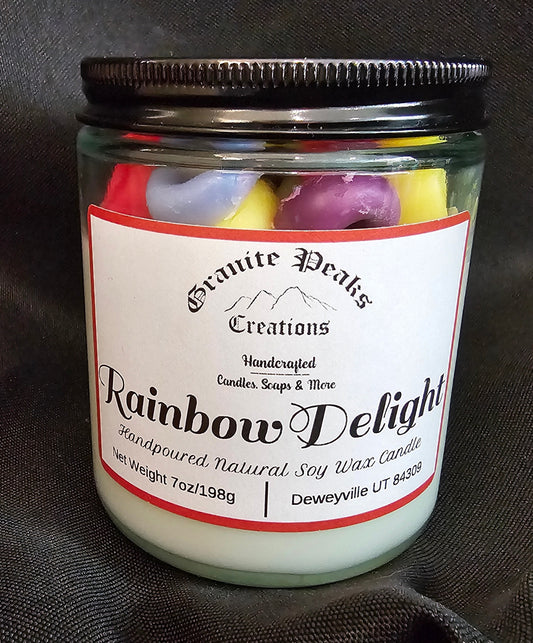 Granite Peaks
Creations
Handcrafted
Candles, Soaps & More
Rainbow Delight
Handpoured Natural Soy Wax Candle
Net Weight 7oz/198g | Deweyville UT 84309